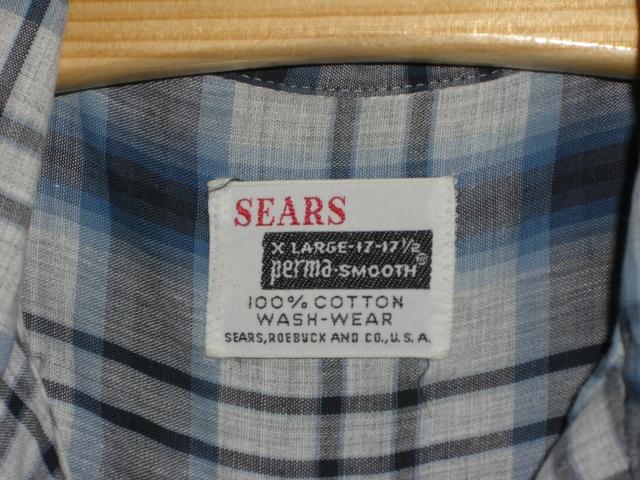 SEARS
X LARGE-17-17½
perma-SMOOTH
100% COTTON
WASH-WEAR
SEARS, ROEBUCK AND CO., U.S.A.